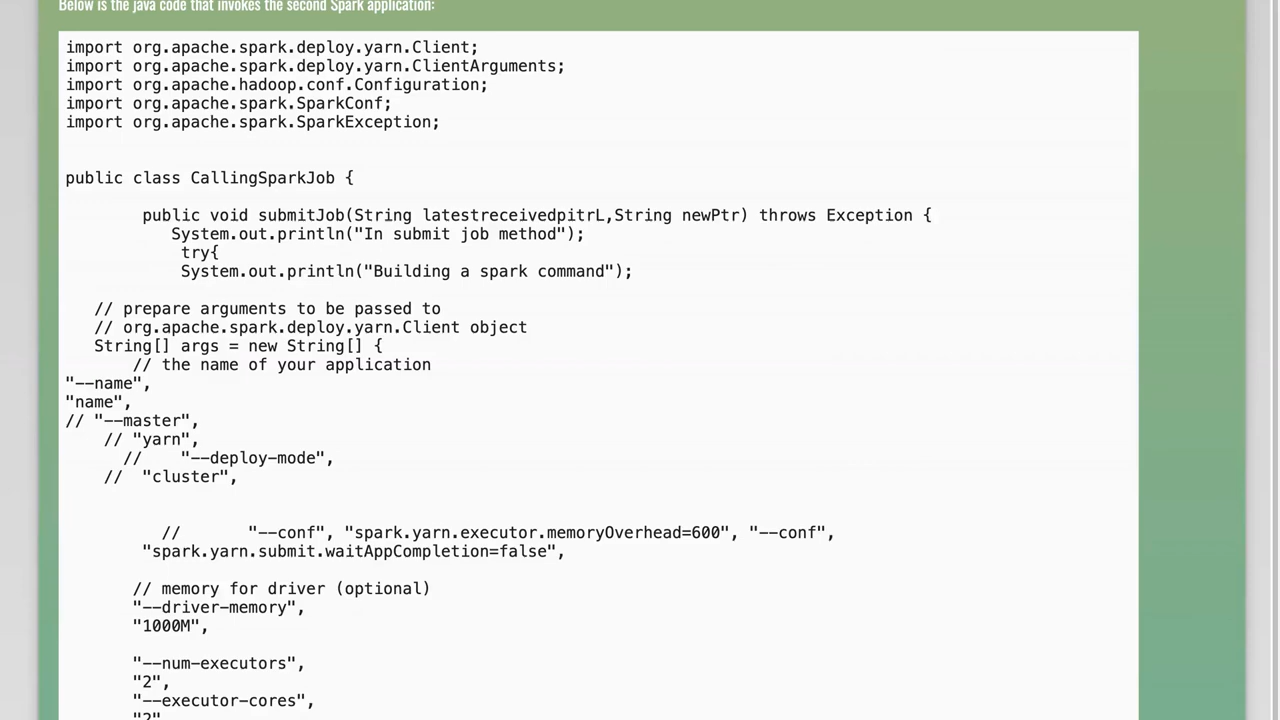 Below is the java code that invokes the second Spark application:
import org.apache.spark.deploy.yarn.Client;
import org.apache.spark.deploy.yarn.ClientArguments;
import org.apache.hadoop.conf.Configuration;
import org.apache.spark.SparkConf;
import org.apache.spark.SparkException;
public class CallingSparkJob {
public void submitJob(String latestreceivedpitrL,String newPtr) throws Exception {
System.out.println("In submit job method");
try{
System.out.println("Building a spark command");
// prepare arguments to be passed to
// org.apache.spark.deploy.yarn.Client object
String[] args = new String[] {
// the name of your application
"--name",
"name",
// "--master",
// "yarn",
// "--deploy-mode",
// "cluster",
// "--conf", "spark.yarn.executor.memoryOverhead=600", "--conf",
"spark.yarn.submit.waitAppCompletion=false",
// memory for driver (optional)
"--driver-memory",
"1000M",
"--num-executors",
"2",
"--executor-cores",
"2"